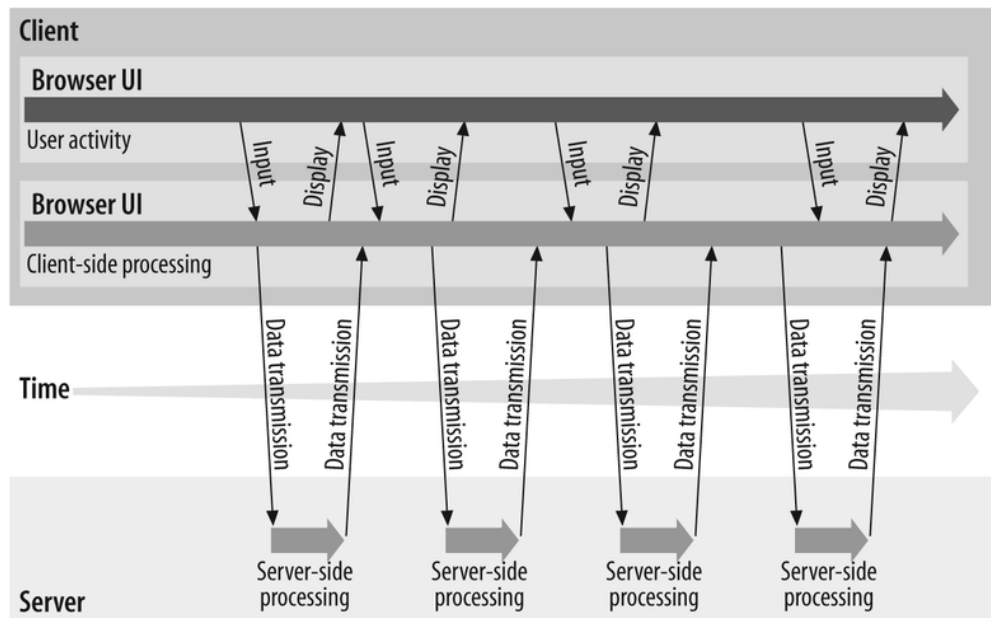 Client
Browser UI
User activity
Input
Display
Input
Display
Input
Display
Input
Display
Browser UI
Client-side processing
Data transmission
Data transmission
Data transmission
Data transmission
Data transmission
Data transmission
Data transmission
Data transmission
Time
Server-side
processing
Server-side
processing
Server-side
processing
Server-side
processing
Server